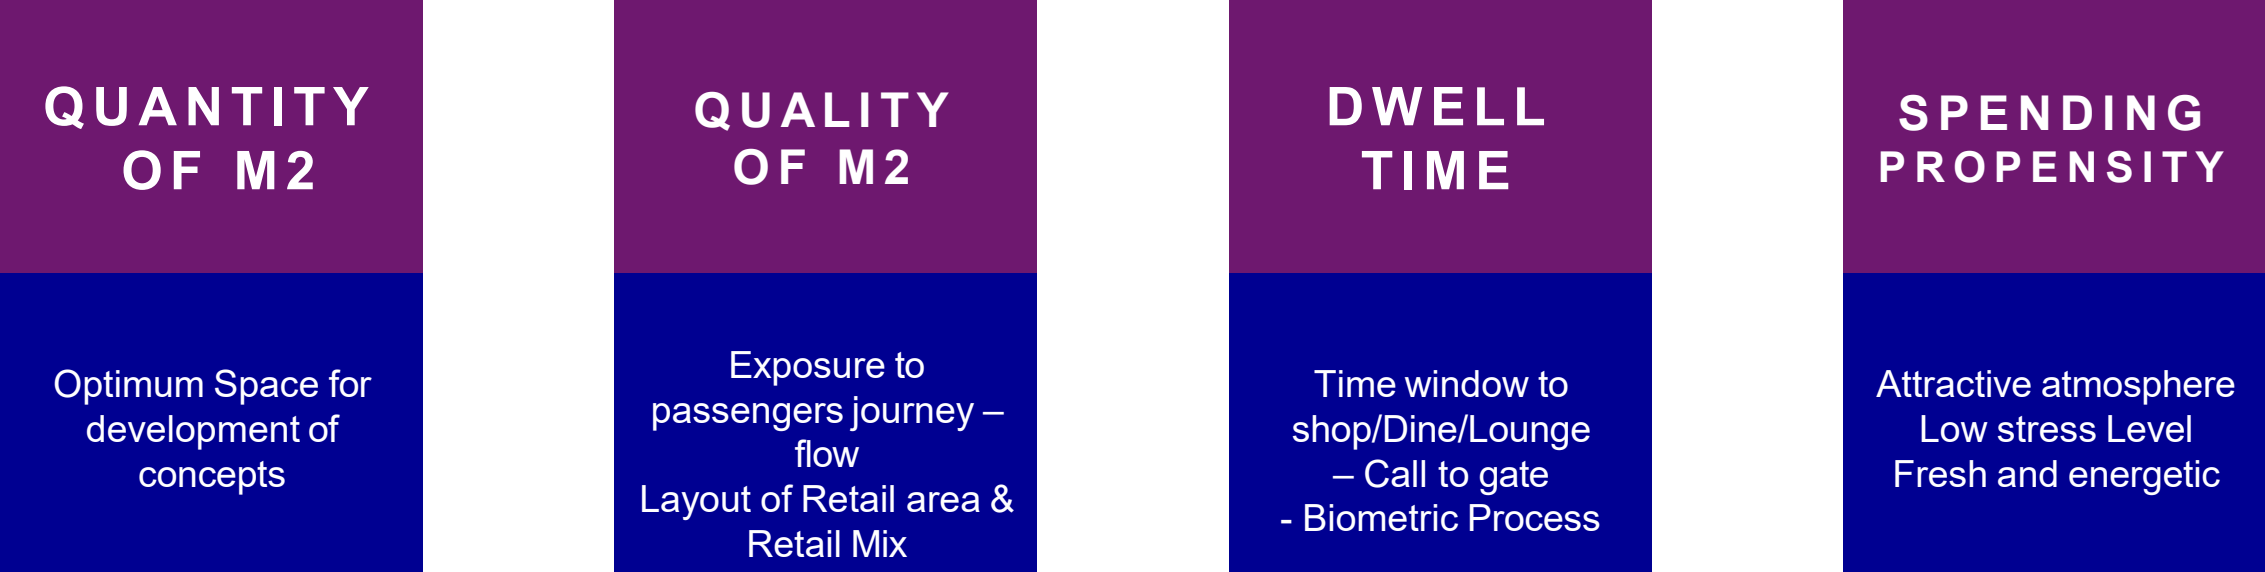 QUANTITY
OF M2
Optimum Space for
development of
concepts
QUALITY
OF M2
Exposure to
passengers journey –
flow
Layout of Retail area &
Retail Mix
DWELL
TIME
Time window to
shop/Dine/Lounge
– Call to gate
- Biometric Process
SPENDING
PROPENSITY
Attractive atmosphere
Low stress Level
Fresh and energetic